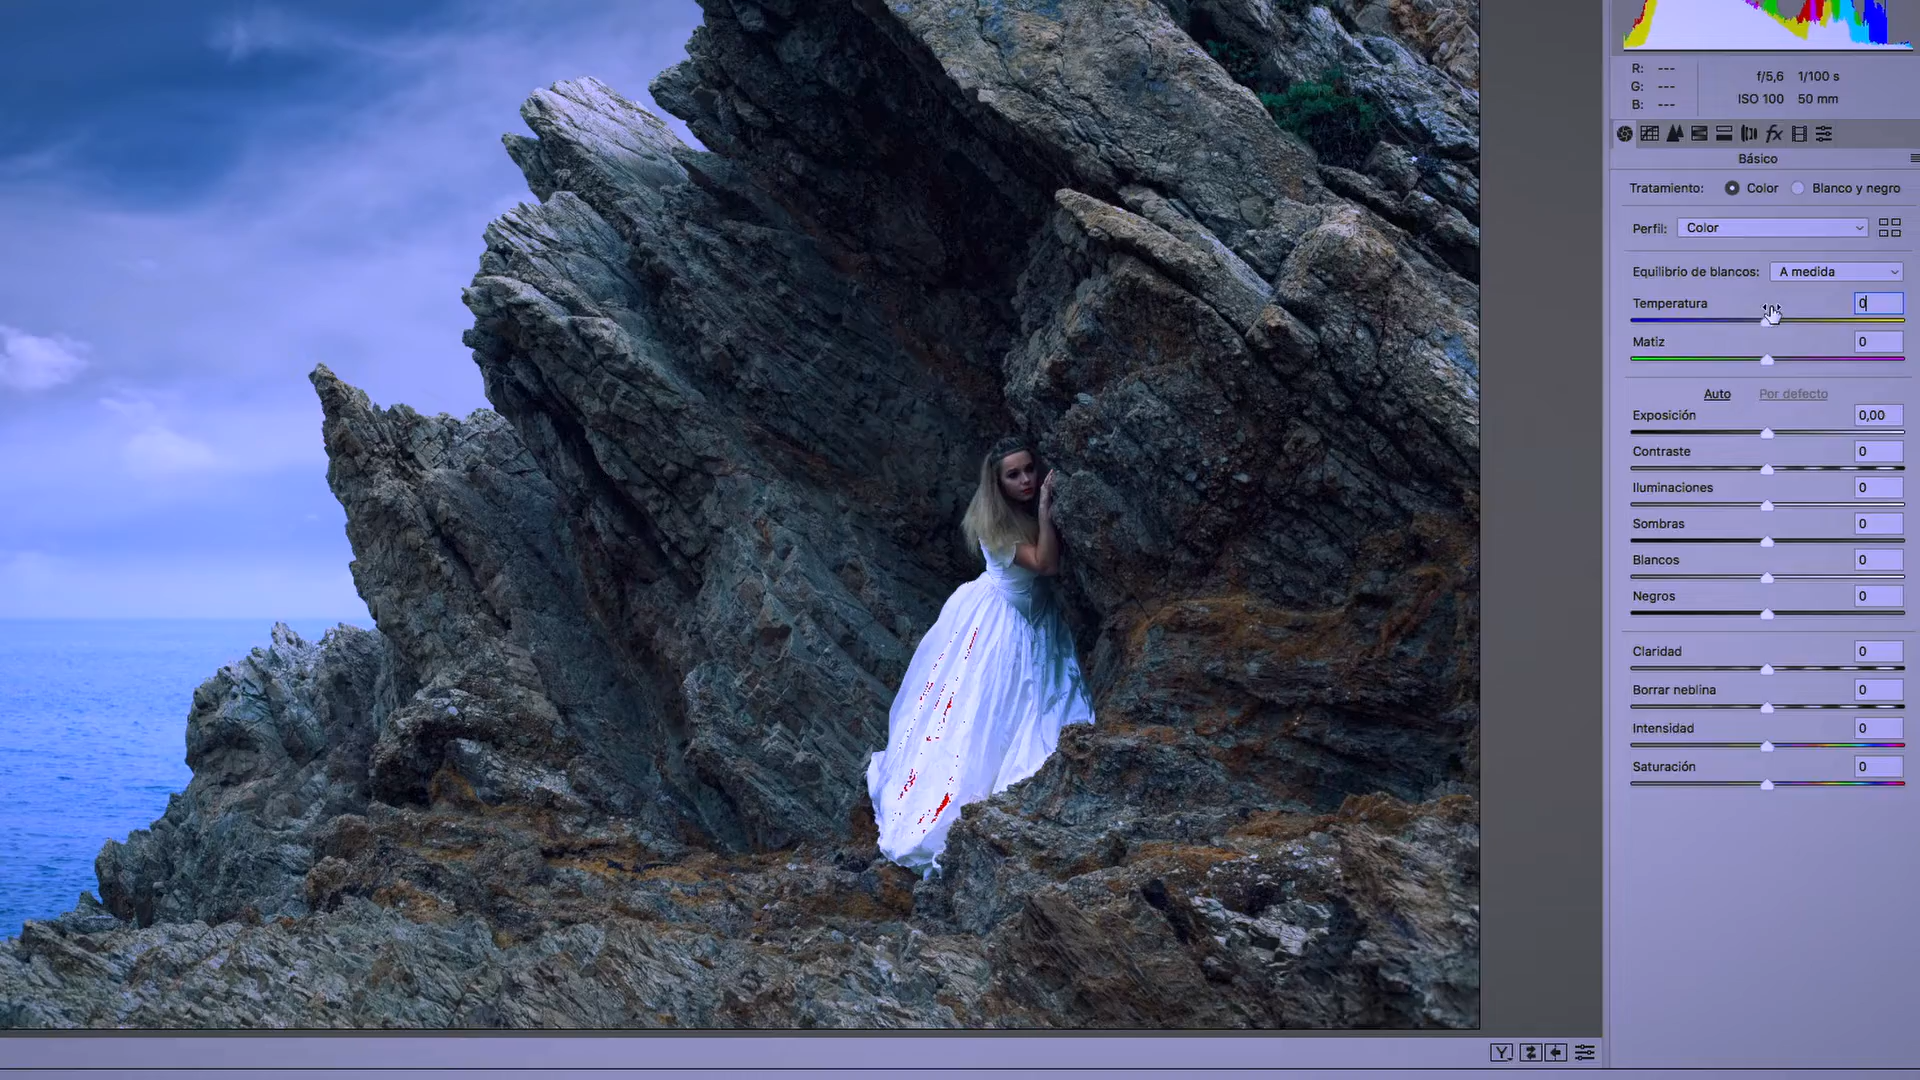 R: ---
G: ---
B: ---
f/5,6 1/100 s
ISO 100 50 mm
fx
Básico
Tratamiento: Color Blanco y negro
Perfil: Color
Equilibrio de blancos: A medida
Temperatura 0
Matiz 0
Auto Por defecto
Exposición 0,00
Contraste 0
Iluminaciones 0
Sombras 0
Blancos 0
Negros 0
Claridad 0
Borrar neblina 0
Intensidad 0
Saturación 0
Y